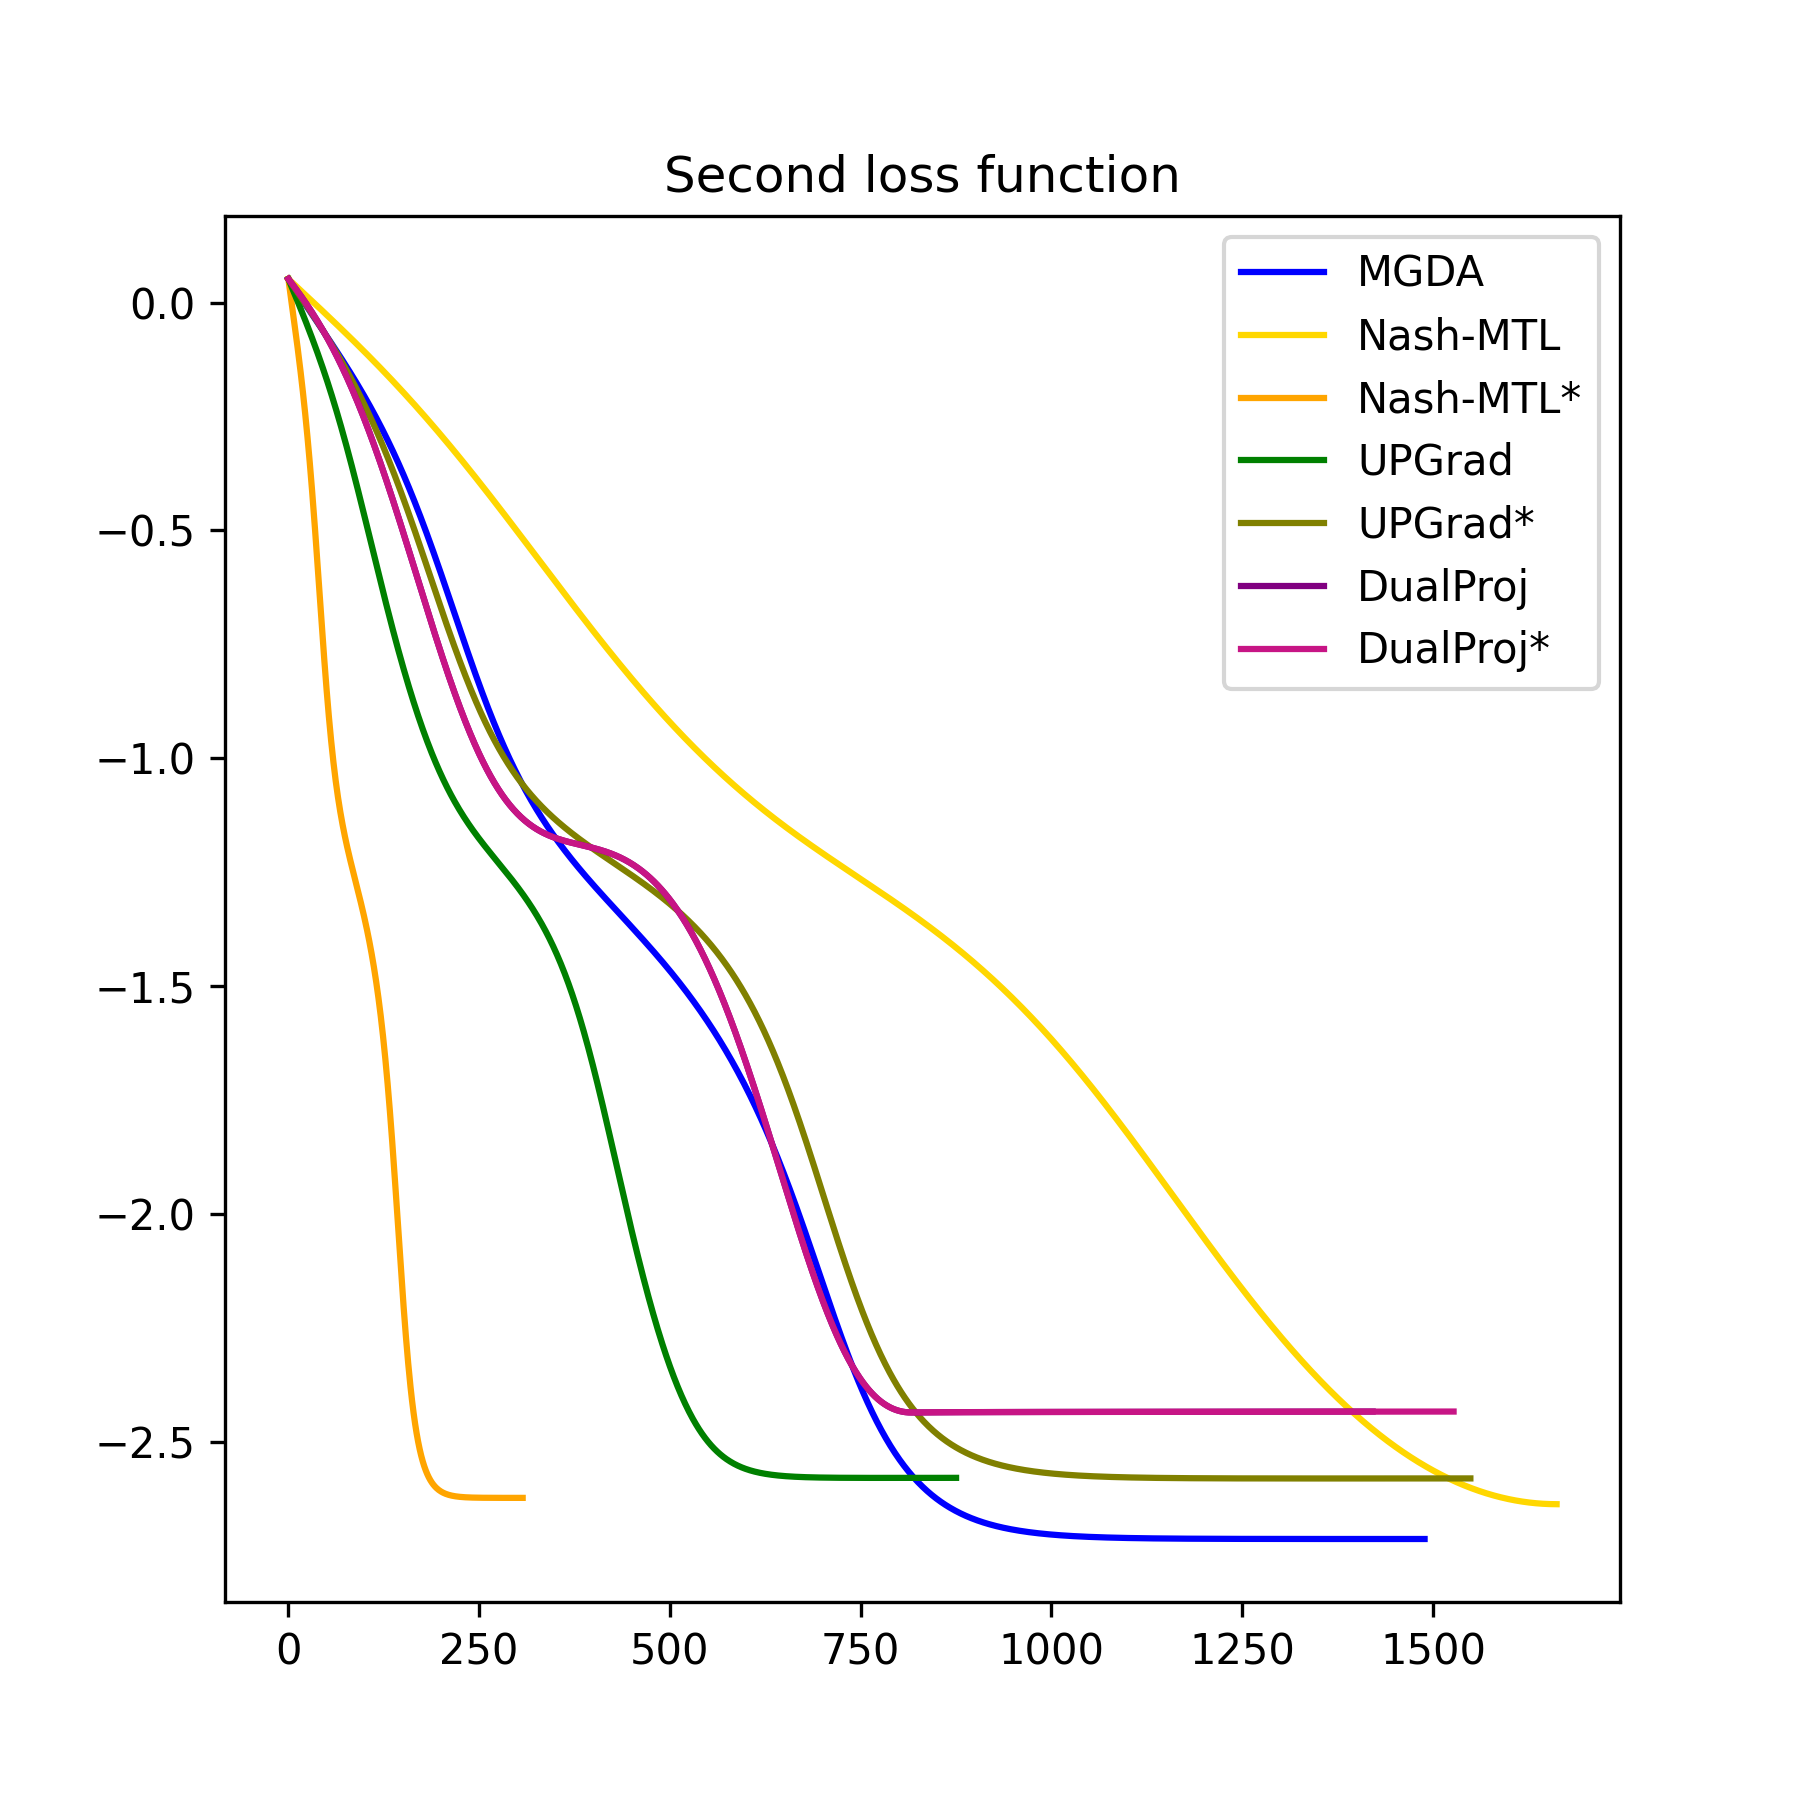 Second loss function
MGDA
Nash-MTL
Nash-MTL*
UPGrad
UPGrad*
DualProj
DualProj*
0.0
−0.5
−1.0
−1.5
−2.0
−2.5
0 250 500 750 1000 1250 1500